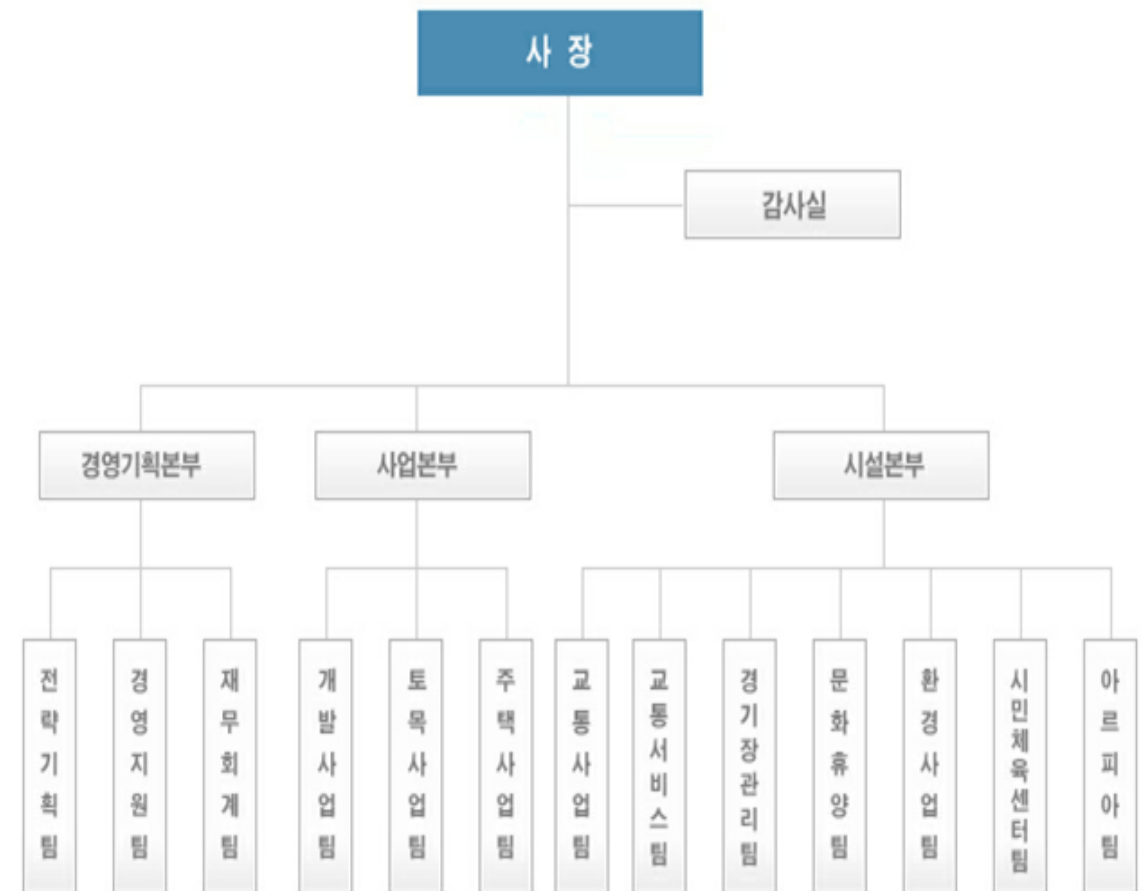 사 장
감사실
경영기획본부
사업본부
시설본부
전략기획팀
경영지원팀
재무회계팀
개발사업팀
토목사업팀
주택사업팀
교통사업팀
교통서비스팀
경기장관리팀
문화휴양팀
환경사업팀
시민체육센터팀
아르피아팀